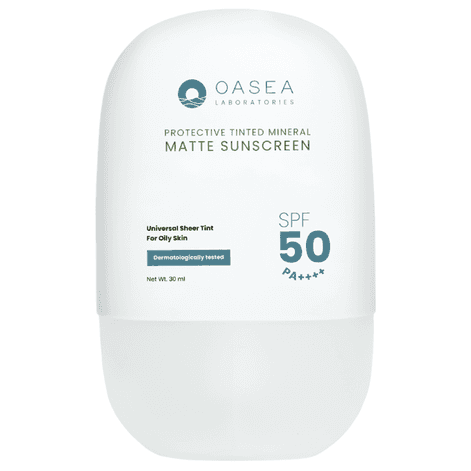 OASEA
LABORATORIES
PROTECTIVE TINTED MINERAL
MATTE SUNSCREEN
Universal Sheer Tint
For Oily Skin
Dermatologically tested
Net Wt. 30 ml
SPF
50
PA++++